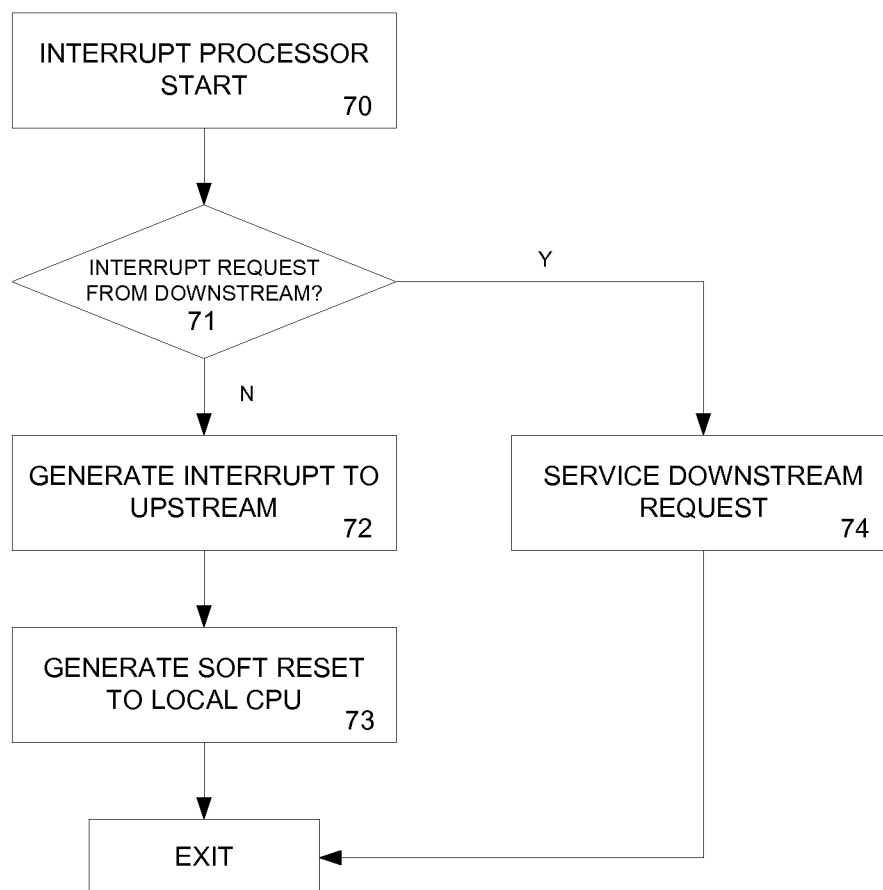 INTERRUPT PROCESSOR
START
70
INTERRUPT REQUEST
FROM DOWNSTREAM?
71
Y
N
GENERATE INTERRUPT TO
UPSTREAM
72
SERVICE DOWNSTREAM
REQUEST
74
GENERATE SOFT RESET
TO LOCAL CPU
73
EXIT